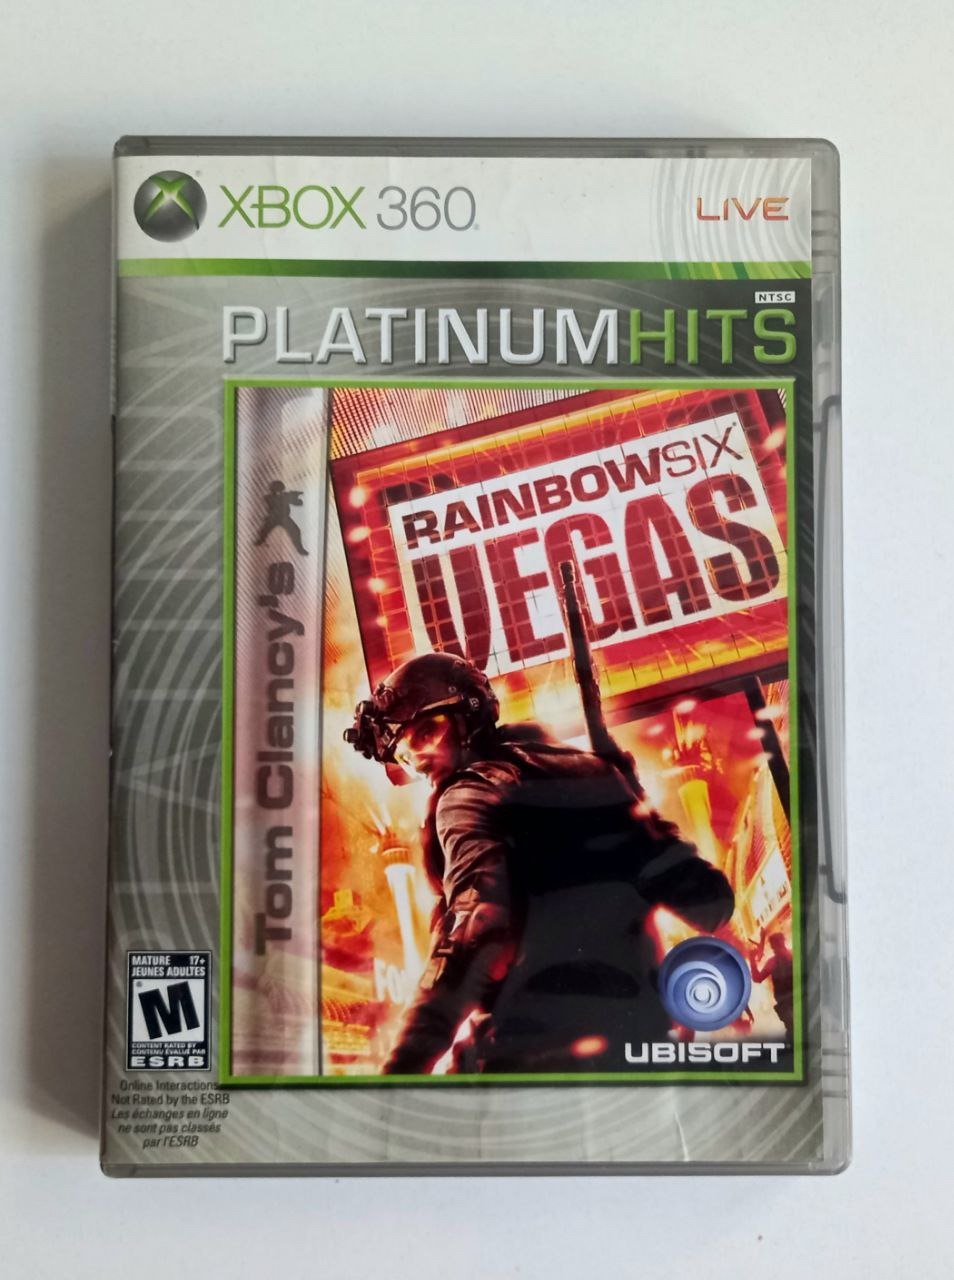 XBOX 360
LIVE
NTSC
PLATINUMHITS
RAINBOWSIX
VEGAS
Tom Clancy's
UBISOFT
MATURE 17+
JEUNES ADULTES
M
CONTENT RATED BY
CONTENU ÉVALUÉ PAR
ESRB
Online Interactions
Not Rated by the ESRB
Les échanges en ligne
ne sont pas classés
par l'ESRB